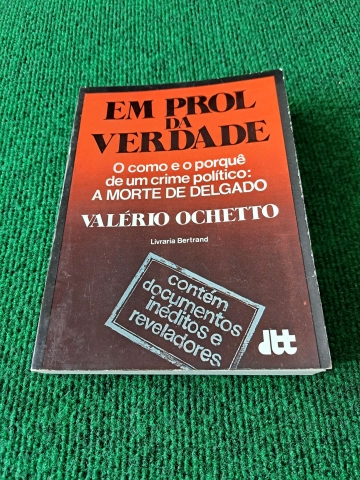 EM PROL
DA
VERDADE
O como e o porquê
de um crime político:
A MORTE DE DELGADO
VALÉRIO OCHETTO
Livraria Bertrand
contém
documentos
inéditos e
reveladores
dtt